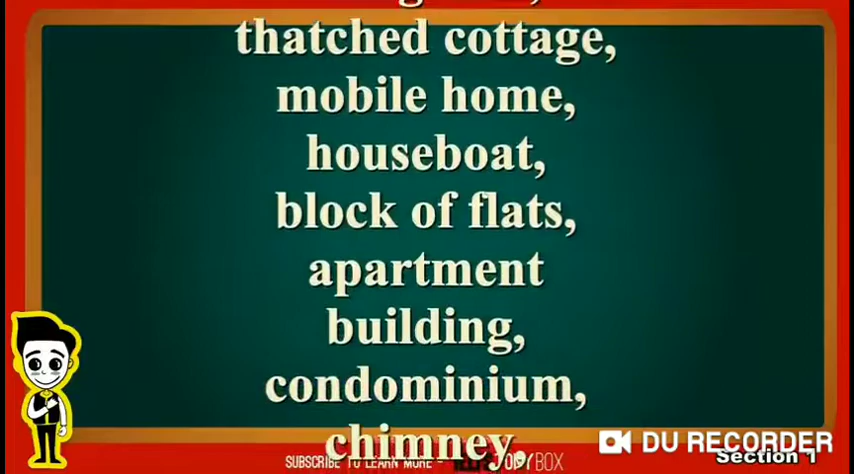 thatched cottage,
mobile home,
houseboat,
block of flats,
apartment
building,
condominium,
chimney,
SUBSCRIBE TO LEARN MORE -
BOX
DU RECORDER
Section 1